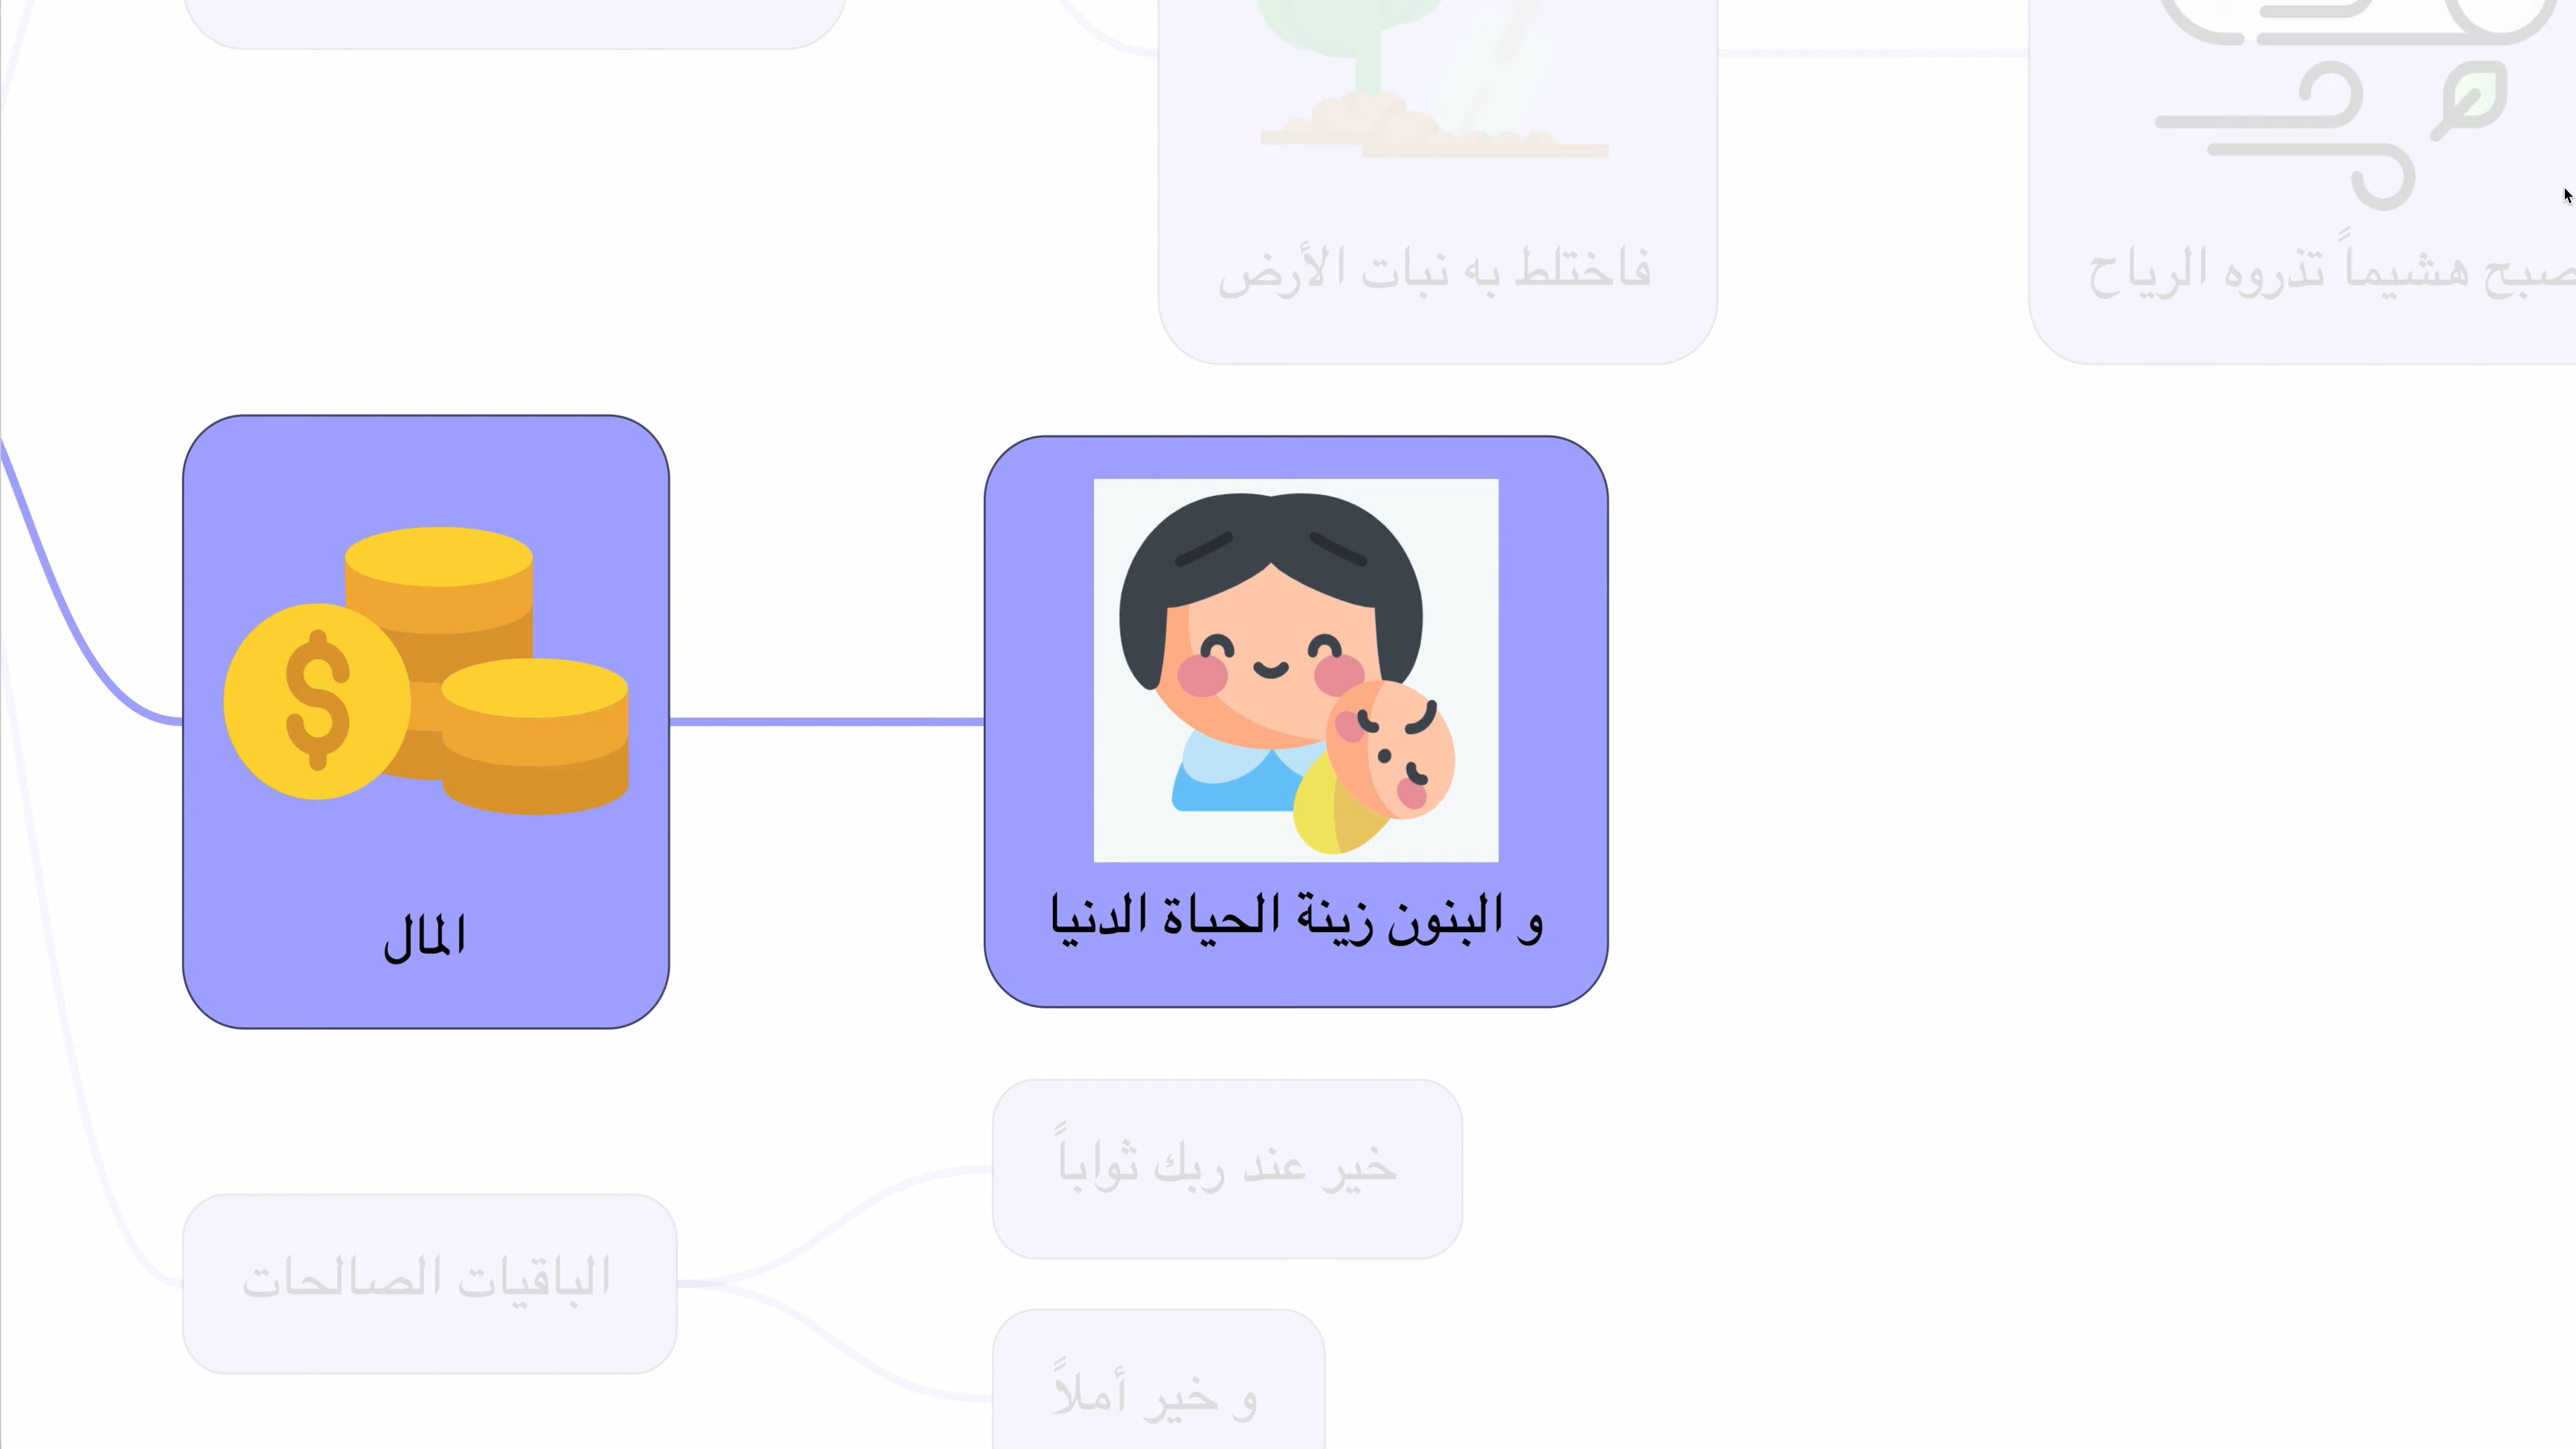 فاختلط به نبات الأرض
هشيماً تذروه الرياح
المال
و البنون زينة الحياة الدنيا
خير عند ربك ثواباً
الباقيات الصالحات
و خير أملاً